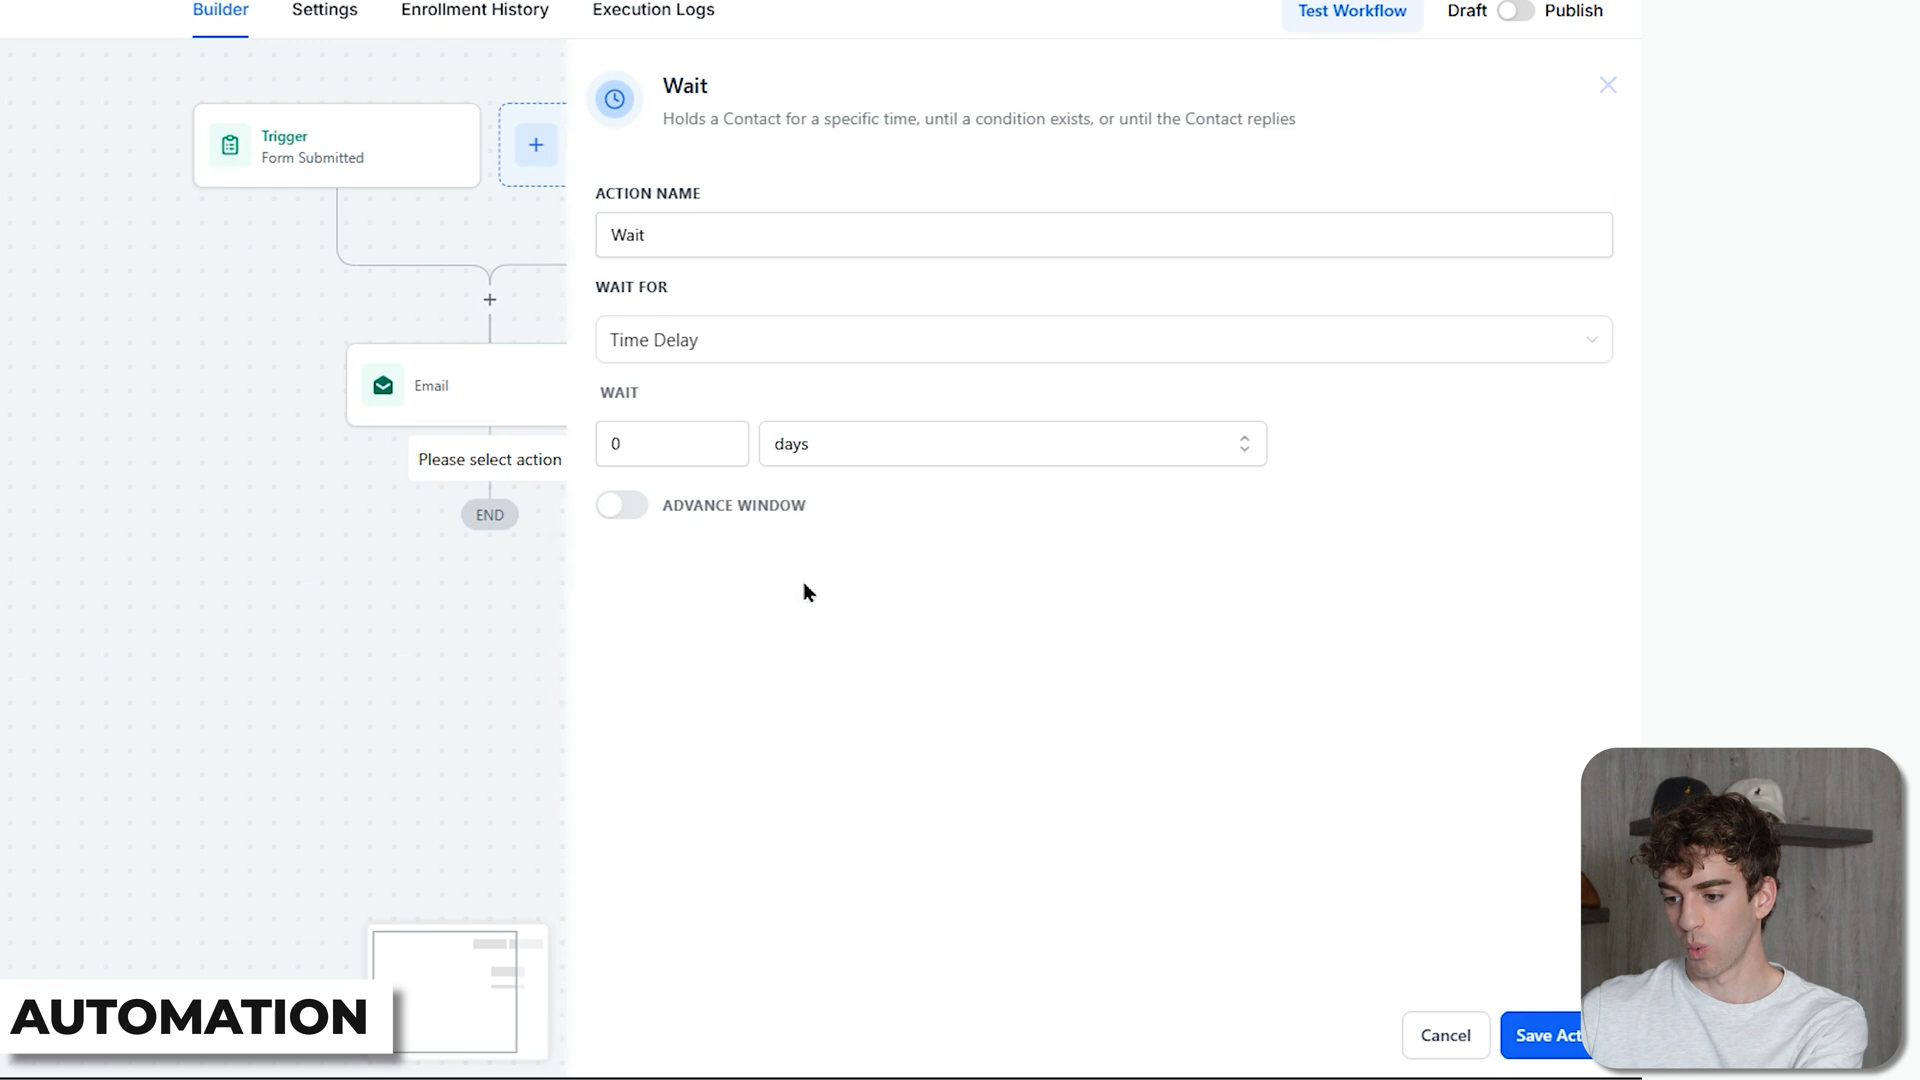 Builder
Settings
Enrollment History
Execution Logs
Test Workflow
Draft
Publish
Trigger
Form Submitted
Email
Please select action
END
Wait
Holds a Contact for a specific time, until a condition exists, or until the Contact replies
ACTION NAME
Wait
WAIT FOR
Time Delay
WAIT
0
days
ADVANCE WINDOW
Cancel
Save Act
AUTOMATION